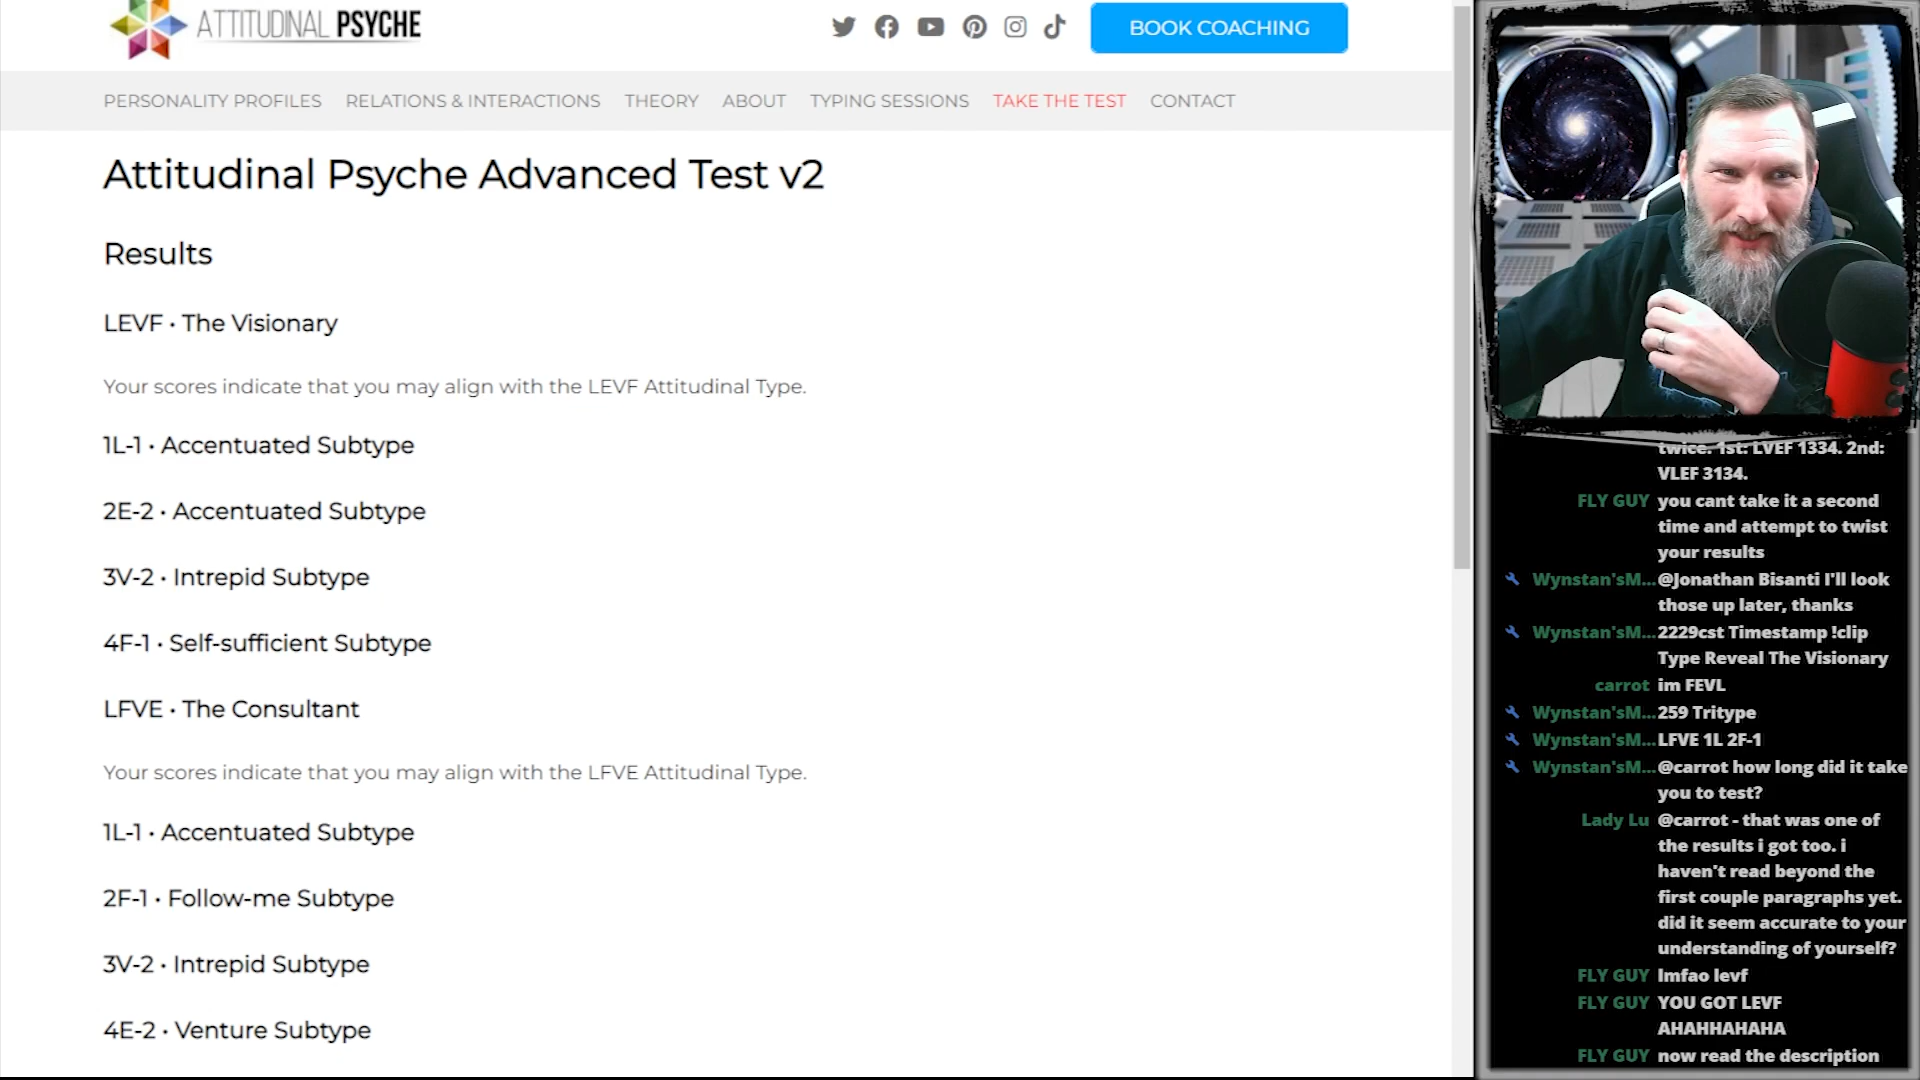 ATTITUDINAL PSYCHE
BOOK COACHING
PERSONALITY PROFILES RELATIONS & INTERACTIONS THEORY ABOUT TYPING SESSIONS TAKE THE TEST CONTACT
Attitudinal Psyche Advanced Test v2
Results
LEVF • The Visionary
Your scores indicate that you may align with the LEVF Attitudinal Type.
1L-1 • Accentuated Subtype
2E-2 • Accentuated Subtype
3V-2 • Intrepid Subtype
4F-1 • Self-sufficient Subtype
LFVE • The Consultant
Your scores indicate that you may align with the LFVE Attitudinal Type.
1L-1 • Accentuated Subtype
2F-1 • Follow-me Subtype
3V-2 • Intrepid Subtype
4E-2 • Venture Subtype
twice. 1st: LVEF 1334. 2nd:
VLEF 3134.
FLY GUY you cant take it a second
time and attempt to twist
your results
Wynstan'sM... @Jonathan Bisanti I'll look
those up later, thanks
Wynstan'sM... 2229cst Timestamp !clip
Type Reveal The Visionary
carrot im FEVL
Wynstan'sM... 259 Tritype
Wynstan'sM... LFVE 1L 2F-1
Wynstan'sM... @carrot how long did it take
you to test?
Lady Lu @carrot - that was one of
the results i got too. i
haven't read beyond the
first couple paragraphs yet.
did it seem accurate to your
understanding of yourself?
FLY GUY lmfao levf
FLY GUY YOU GOT LEVF
AHAHHAHAHA
FLY GUY now read the description